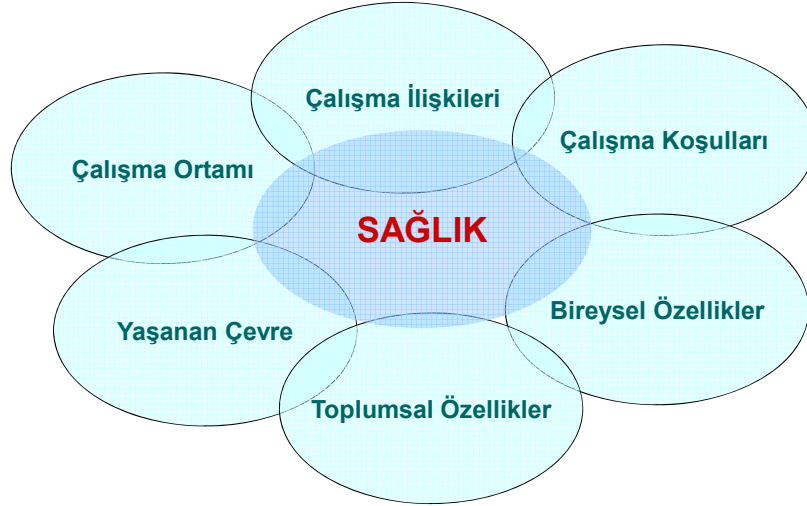 Çalışma İlişkileri
Çalışma Koşulları
Çalışma Ortamı
SAĞLIK
Bireysel Özellikler
Yaşanan Çevre
Toplumsal Özellikler